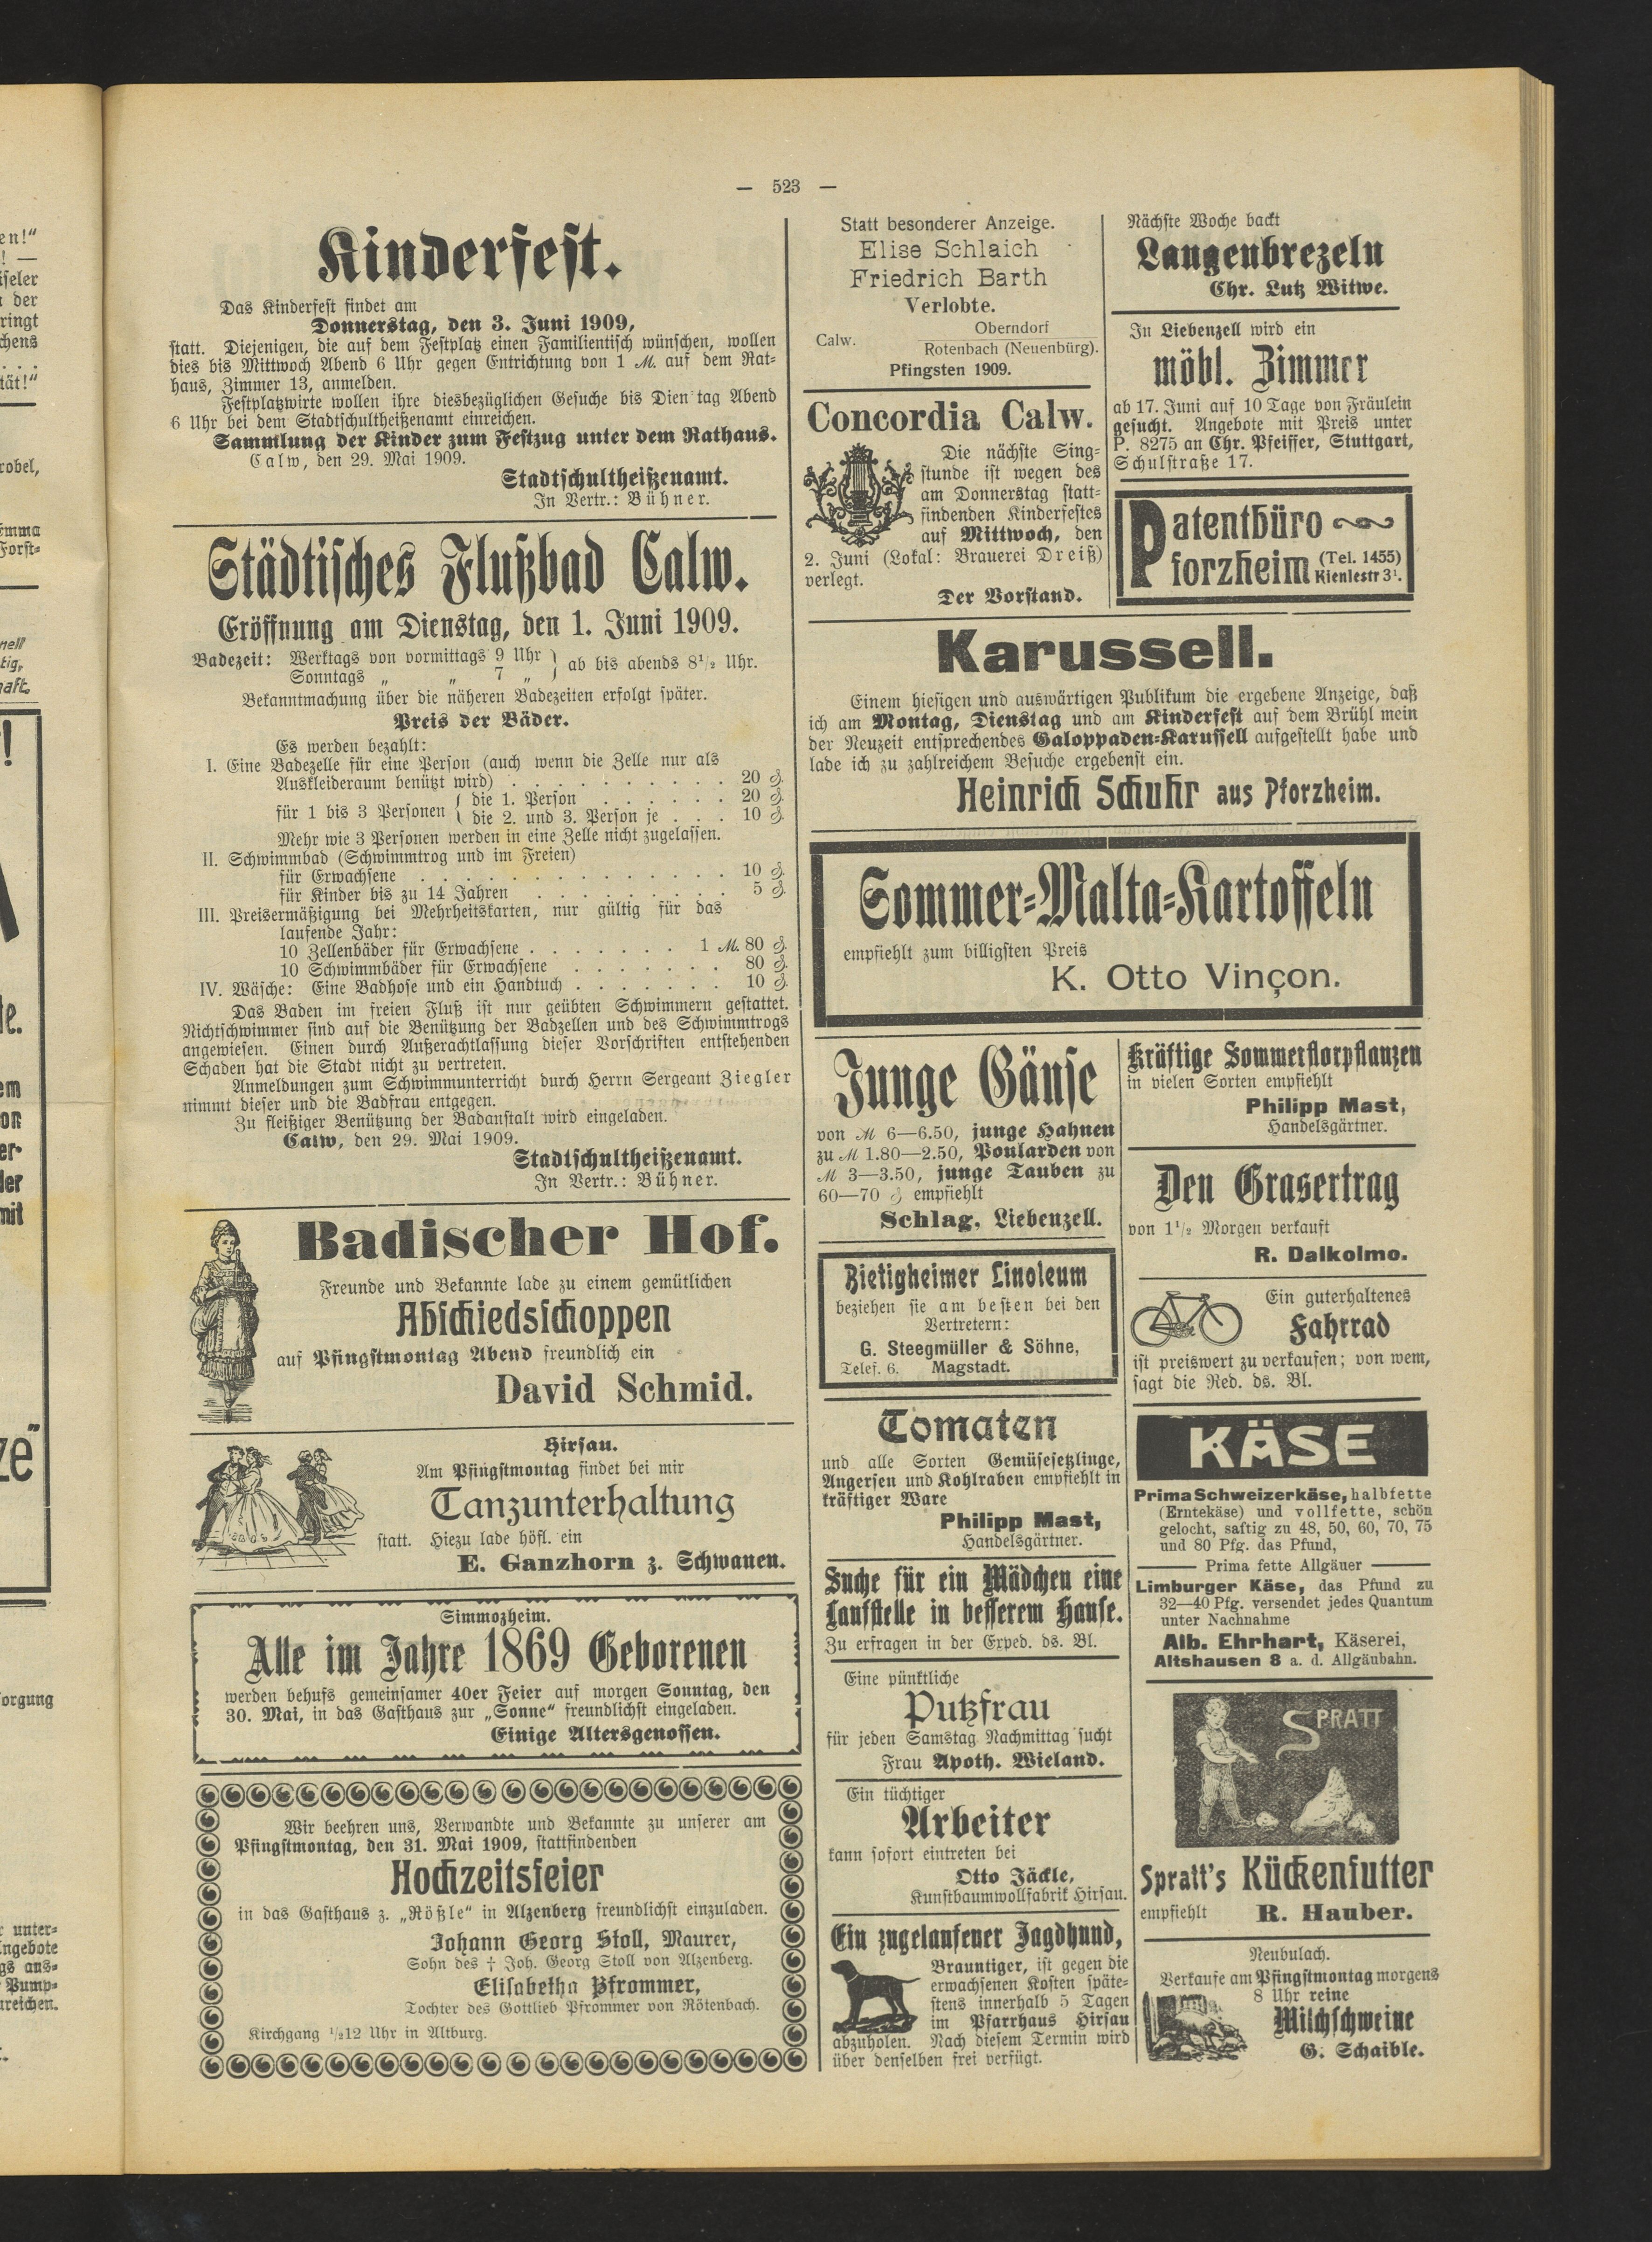 — 523 —
Kinderfest.
Das Kinderfest findet am
Donnerstag, den 3. Juni 1909,
statt. Diejenigen, die auf dem Festplatz einen Familientisch wünschen, wollen
dies bis Mittwoch Abend 6 Uhr gegen Entrichtung von 1 M. auf dem Rat-
haus, Zimmer 13, anmelden.
Festplatzwirte wollen ihre diesbezüglichen Gesuche bis Dien tag Abend
6 Uhr bei dem Stadtschultheißenamt einreichen.
Sammlung der Kinder zum Festzug unter dem Rathaus.
Calw, den 29. Mai 1909.
Stadtschultheißenamt.
In Vertr.: Bühner.
Städtisches Flußbad Calw.
Eröffnung am Dienstag, den 1. Juni 1909.
Badezeit: Werktags von vormittags 9 Uhr } ab bis abends 8 1/2 Uhr.
Sonntags „ „ 7 „
Bekanntmachung über die näheren Badezeiten erfolgt später.
Preis der Bäder.
Es werden bezahlt:
I. Eine Badezelle für eine Person (auch wenn die Zelle nur als
Auskleideraum benützt wird) . . . . . . . . . . . 20 ₰.
für 1 bis 3 Personen { die 1. Person . . . . . . 20 ₰.
die 2. und 3. Person je . . . 10 ₰.
Mehr wie 3 Personen werden in eine Zelle nicht zugelassen.
II. Schwimmbad (Schwimmtrog und im Freien)
für Erwachsene . . . . . . . . . . . . . . 10 ₰.
für Kinder bis zu 14 Jahren . . . . . . . . . 5 ₰.
III. Preisermäßigung bei Mehrheitskarten, nur gültig für das
laufende Jahr:
10 Zellenbäder für Erwachsene . . . . . . . 1 M. 80 ₰.
10 Schwimmbäder für Erwachsene . . . . . . . 80 ₰.
IV. Wäsche: Eine Badhose und ein Handtuch . . . . . . . 10 ₰.
Das Baden im freien Fluß ist nur geübten Schwimmern gestattet.
Nichtschwimmer sind auf die Benützung der Badzellen und des Schwimmtrogs
angewiesen. Einen durch Außerachtlassung dieser Vorschriften entstehenden
Schaden hat die Stadt nicht zu vertreten.
Anmeldungen zum Schwimmunterricht durch Herrn Sergeant Ziegler
nimmt dieser und die Badfrau entgegen.
Zu fleißiger Benützung der Badanstalt wird eingeladen.
Calw, den 29. Mai 1909.
Stadtschultheißenamt.
In Vertr.: Bühner.
Badischer Hof.
Freunde und Bekannte lade zu einem gemütlichen
Abschiedsschoppen
auf Pfingstmontag Abend freundlich ein
David Schmid.
Hirsau.
Am Pfingstmontag findet bei mir
Tanzunterhaltung
statt. Hiezu lade höfl. ein
E. Ganzhorn z. Schwanen.
Simmozheim.
Alle im Jahre 1869 Geborenen
werden behufs gemeinsamer 40er Feier auf morgen Sonntag, den
30. Mai, in das Gasthaus zur „Sonne“ freundlichst eingeladen.
Einige Altersgenossen.
Wir beehren uns, Verwandte und Bekannte zu unserer am
Pfingstmontag, den 31. Mai 1909, stattfindenden
Hochzeitsfeier
in das Gasthaus z. „Rößle“ in Alzenberg freundlichst einzuladen.
Johann Georg Stoll, Maurer,
Sohn des † Joh. Georg Stoll von Alzenberg.
Elisabetha Pfrommer,
Tochter des Gottlieb Pfrommer von Rötenbach.
Kirchgang 1/2 12 Uhr in Altburg.
Statt besonderer Anzeige.
Elise Schlaich
Friedrich Barth
Verlobte.
Calw. Oberndorf
Rotenbach (Neuenbürg).
Pfingsten 1909.
Concordia Calw.
Die nächste Sing-
stunde ist wegen des
am Donnerstag statt-
findenden Kinderfestes
auf Mittwoch, den
2. Juni (Lokal: Brauerei Dreiß)
verlegt.
Der Vorstand.
Nächste Woche backt
Langenbrezeln
Chr. Lutz Witwe.
In Liebenzell wird ein
möbl. Zimmer
ab 17. Juni auf 10 Tage von Fräulein
gesucht. Angebote mit Preis unter
P. 8275 an Chr. Pfeiffer, Stuttgart,
Schulstraße 17.
Patentbüro
Pforzheim (Tel. 1455)
Kienlestr 3¹.
Karussell.
Einem hiesigen und auswärtigen Publikum die ergebene Anzeige, daß
ich am Montag, Dienstag und am Kinderfest auf dem Brühl mein
der Neuzeit entsprechendes Galoppaden-Karussell aufgestellt habe und
lade ich zu zahlreichem Besuche ergebenst ein.
Heinrich Schuhr aus Pforzheim.
Sommer-Malta-Kartoffeln
empfiehlt zum billigsten Preis
K. Otto Vinçon.
Junge Gänse
von M 6—6.50, junge Hahnen
zu M 1.80—2.50, Poularden von
M 3—3.50, junge Tauben zu
60—70 ₰ empfiehlt
Schlag, Liebenzell.
Bietigheimer Linoleum
beziehen sie am besten bei den
Vertretern:
G. Steegmüller & Söhne,
Telef. 6. Magstadt.
Tomaten
und alle Sorten Gemüsesetzlinge,
Angersen und Kohlraben empfiehlt in
kräftiger Ware
Philipp Mast,
Handelsgärtner.
Suche für ein Mädchen eine
Laufstelle in besserem Hause.
Zu erfragen in der Exped. ds. Bl.
Eine pünktliche
Putzfrau
für jeden Samstag Nachmittag sucht
Frau Apoth. Wieland.
Ein tüchtiger
Arbeiter
kann sofort eintreten bei
Otto Jäckle,
Kunstbaumwollfabrik Hirsau.
Ein zugelaufener Jagdhund,
Brauntiger, ist gegen die
erwachsenen Kosten späte-
stens innerhalb 5 Tagen
im Pfarrhaus Hirsau
abzuholen. Nach diesem Termin wird
über denselben frei verfügt.
Kräftige Sommerflorpflanzen
in vielen Sorten empfiehlt
Philipp Mast,
Handelsgärtner.
Den Grasertrag
von 1 1/2 Morgen verkauft
R. Dalkolmo.
Ein guterhaltenes
Fahrrad
ist preiswert zu verkaufen; von wem,
sagt die Red. ds. Bl.
KÄSE
Prima Schweizerkäse, halbfette
(Erntekäse) und vollfette, schön
gelocht, saftig zu 48, 50, 60, 70, 75
und 80 Pfg. das Pfund,
Prima fette Allgäuer
Limburger Käse, das Pfund zu
32—40 Pfg. versendet jedes Quantum
unter Nachnahme
Alb. Ehrhart, Käserei,
Altshausen 8 a. d. Allgäubahn.
SPRATT
Spratt's Kückenfutter
empfiehlt R. Hauber.
Neubulach.
Verkaufe am Pfingstmontag morgens
8 Uhr reine
Milchschweine
G. Schaible.